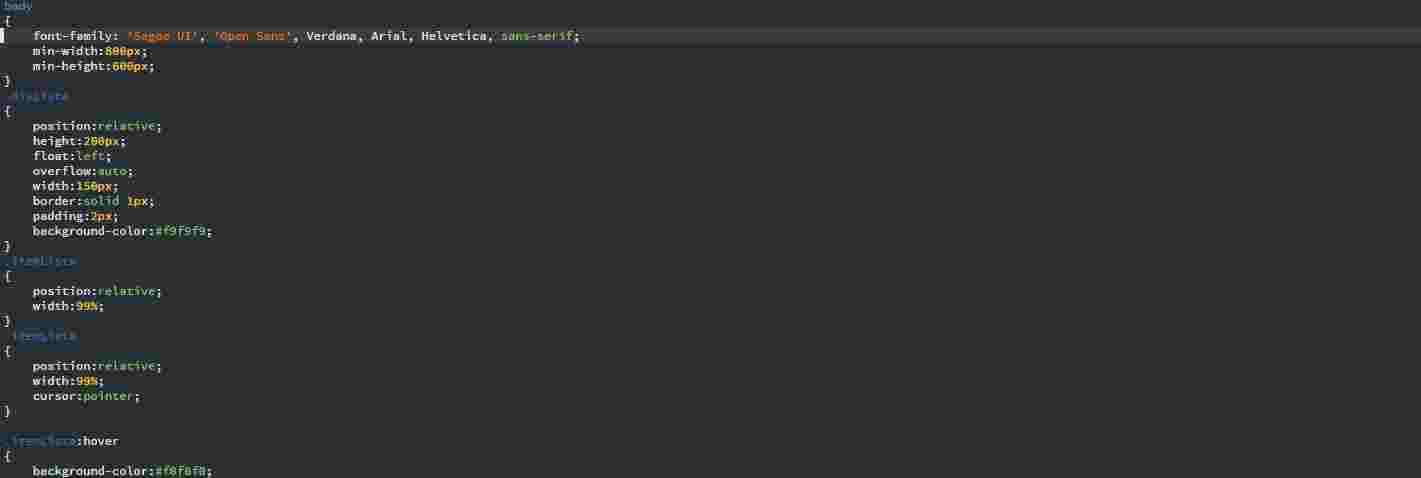 body
{
font-family: 'Segoe UI', 'Open Sans', Verdana, Arial, Helvetica, sans-serif;
min-width:800px;
min-height:600px;
}
.divLista
{
position:relative;
height:200px;
float:left;
overflow:auto;
width:150px;
border:solid 1px;
padding:2px;
background-color:#f9f9f9;
}
.itemLista
{
position:relative;
width:99%;
}
.itemLista
{
position:relative;
width:99%;
cursor:pointer;
}
.itemLista:hover
{
background-color:#f8f8f8;